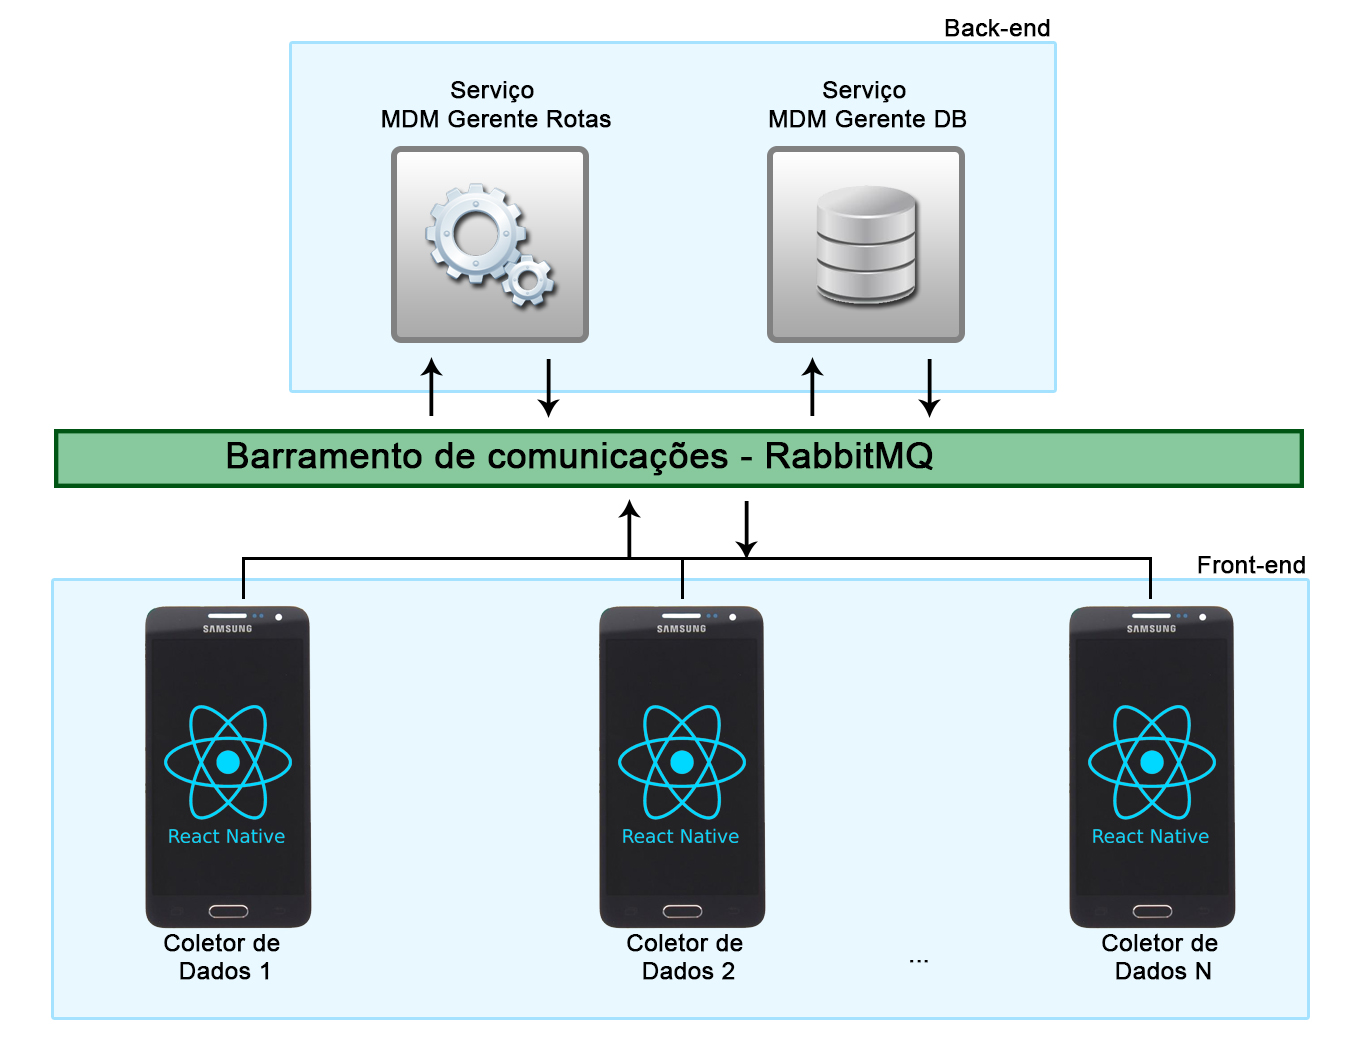 Back-end
Serviço
MDM Gerente Rotas
Serviço
MDM Gerente DB
Barramento de comunicações - RabbitMQ
Front-end
SAMSUNG
SAMSUNG
SAMSUNG
React Native
React Native
React Native
Coletor de
Dados 1
Coletor de
Dados 2
...
Coletor de
Dados N